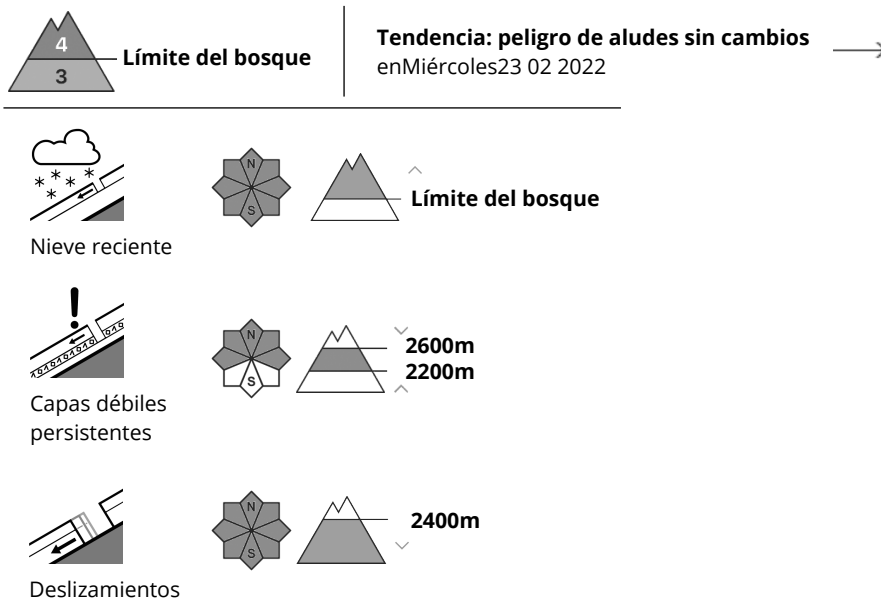 4
3
Límite del bosque
Tendencia: peligro de aludes sin cambios
enMiércoles23 02 2022
N
S
Límite del bosque
Nieve reciente
N
S
2600m
2200m
Capas débiles
persistentes
N
S
2400m
Deslizamientos